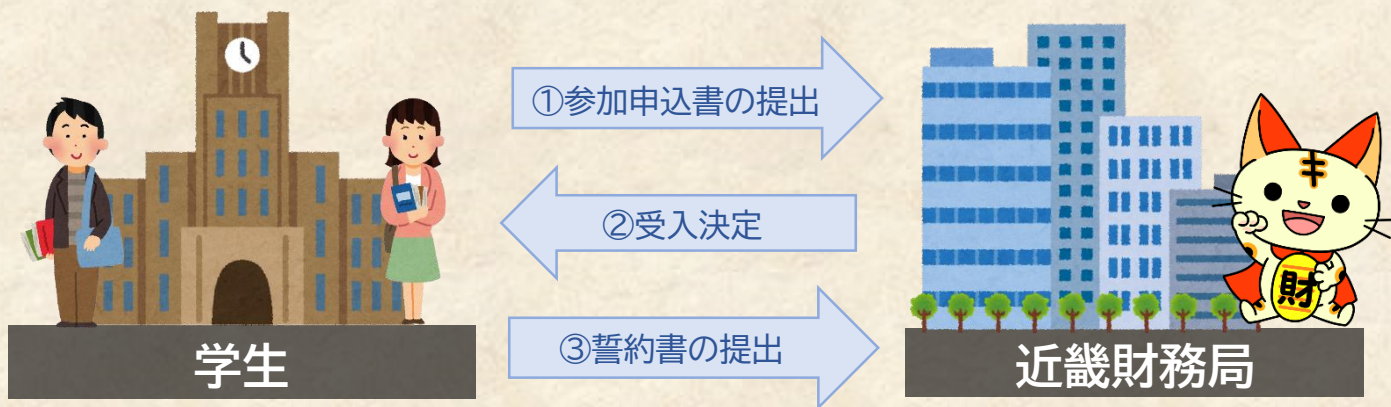 ①参加申込書の提出
②受入決定
③誓約書の提出
学生
近畿財務局
キ
財